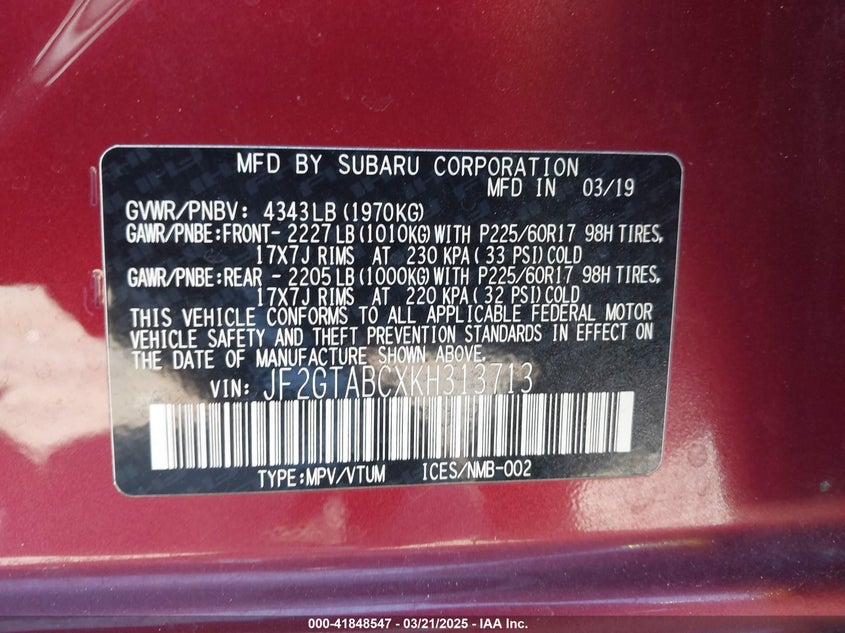 MFD BY SUBARU CORPORATION
MFD IN 03/19
GVWR/PNBV: 4343LB (1970KG)
GAWR/PNBE:FRONT- 2227LB (1010KG) WITH P225/60R17 98H TIRES,
17X7J RIMS AT 230 KPA( 33 PSI)COLD
GAWR/PNBE:REAR - 2205LB (1000KG) WITH P225/60R17 98H TIRES,
17X7J RIMS AT 220 KPA( 32 PSI)COLD
THIS VEHICLE CONFORMS TO ALL APPLICABLE FEDERAL MOTOR
VEHICLE SAFETY AND THEFT PREVENTION STANDARDS IN EFFECT ON
THE DATE OF MANUFACTURE SHOWN ABOVE.
VIN: JF2GTABCXKH313713
TYPE:MPV/VTUM ICES/NMB-002
000-41848547 - 03/21/2025 - IAA Inc.